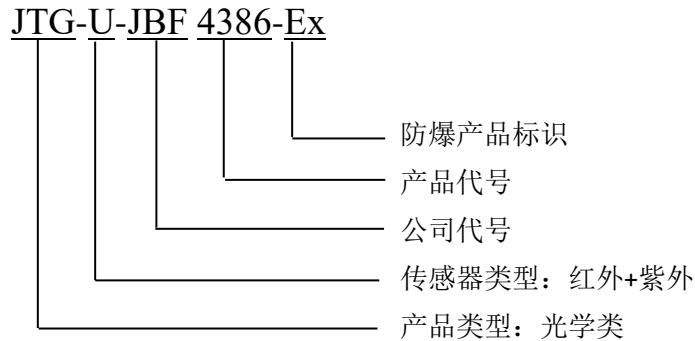 JTG-U-JBF 4386-Ex
防爆产品标识
产品代号
公司代号
传感器类型：红外+紫外
产品类型：光学类